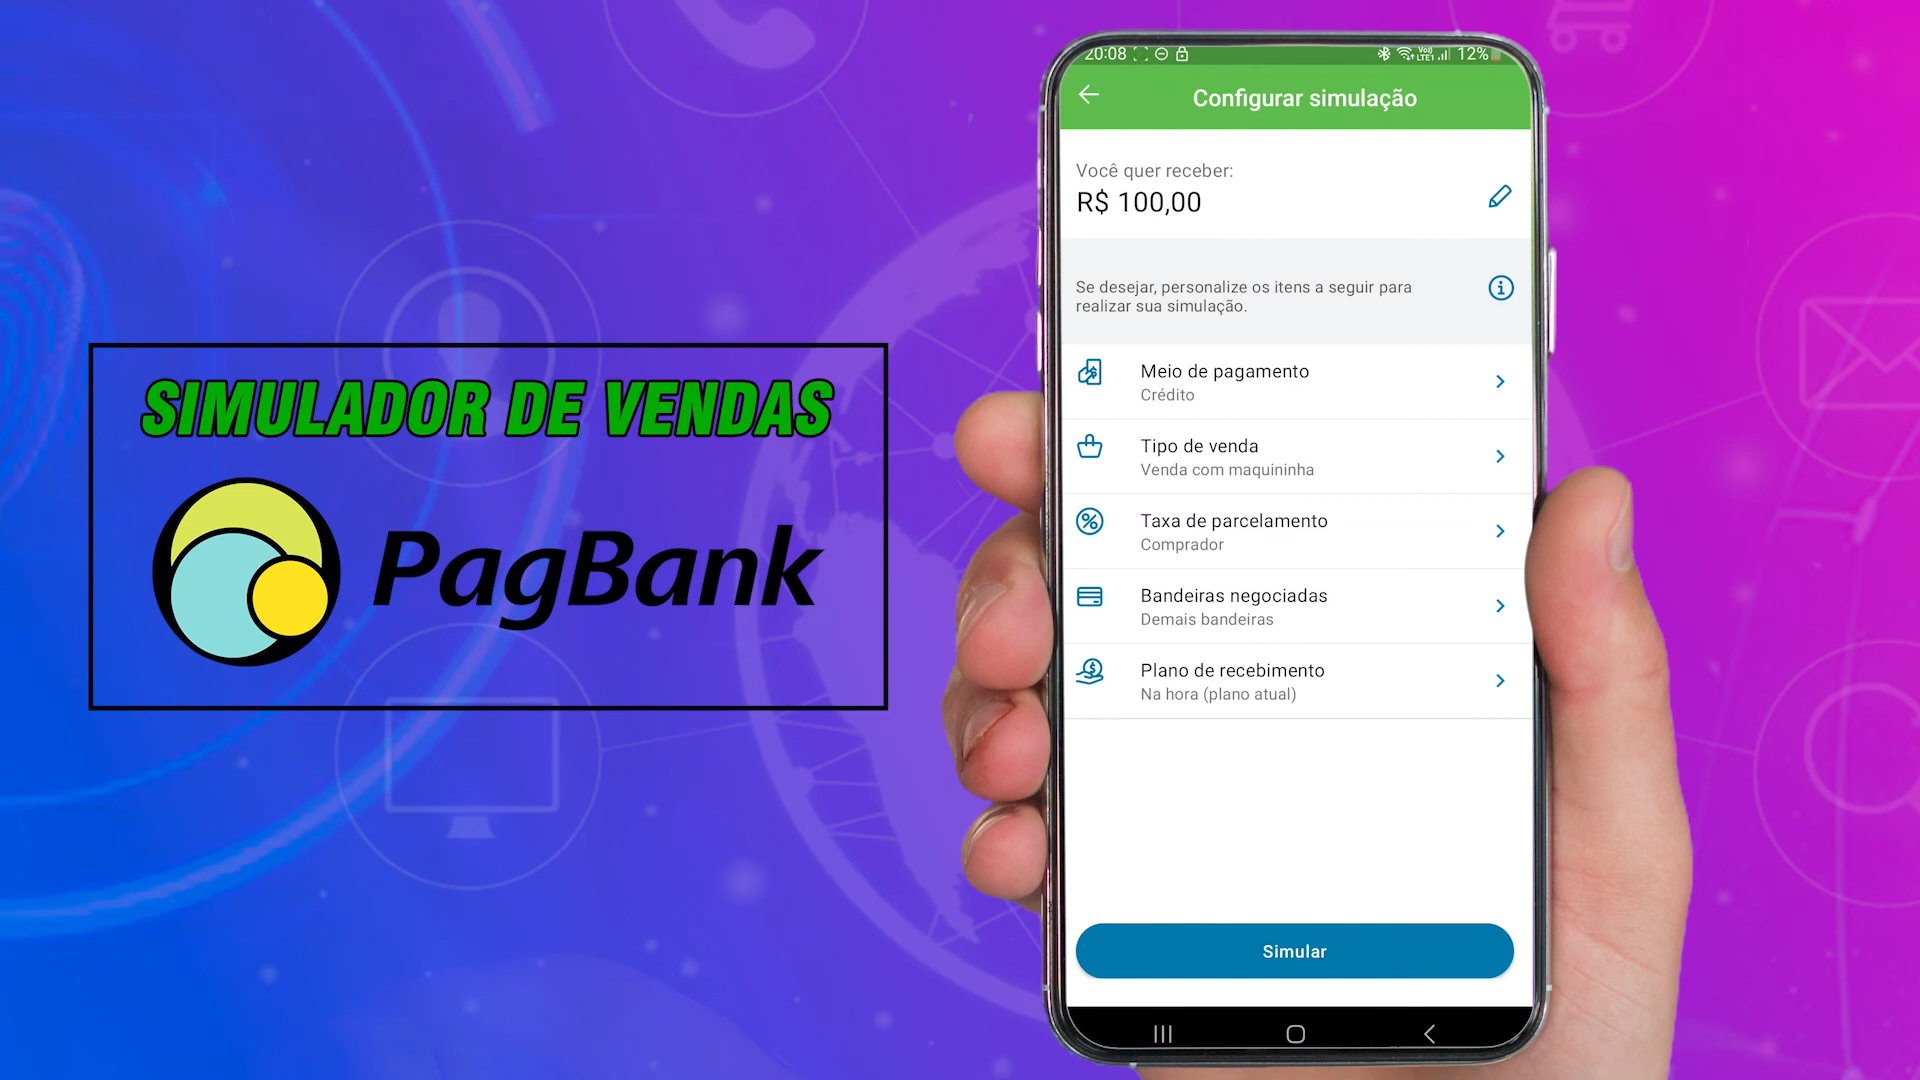 SIMULADOR DE VENDAS
PagBank
20:08
Vo)) LTE1 12%
Configurar simulação
Você quer receber:
R$ 100,00
Se desejar, personalize os itens a seguir para
realizar sua simulação.
Meio de pagamento
Crédito
Tipo de venda
Venda com maquininha
Taxa de parcelamento
Comprador
Bandeiras negociadas
Demais bandeiras
Plano de recebimento
Na hora (plano atual)
Simular